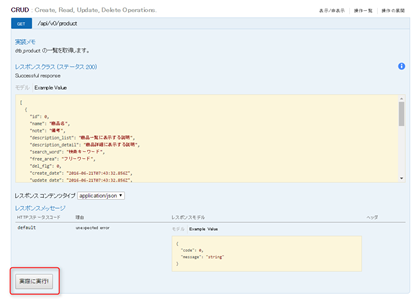 CRUD : Create, Read, Update, Delete Operations.
表示/非表示 | 操作一覧 | 操作の展開
GET /api/v0/product
実装メモ
dtb.product の一覧を取得します。
レスポンスクラス (ステータス 200)
Successful response
モデル Example Value
[
{
"id": 0,
"name": "商品名",
"note": "備考",
"description_list": "商品一覧に表示する説明",
"description_detail": "商品詳細に表示する説明",
"search_word": "検索キーワード",
"free_area": "フリーワード",
"del_flg": 0,
"create_date": "2016-06-21T07:43:32.859Z",
"update_date": "2016-06-21T07:43:32.859Z",
レスポンス コンテンツタイプ application/json
レスポンスメッセージ
HTTPステータスコード 理由 レスポンスモデル ヘッダ
default unexpected error モデル Example Value
{
"code": 0,
"message": "string"
}
実際に実行!